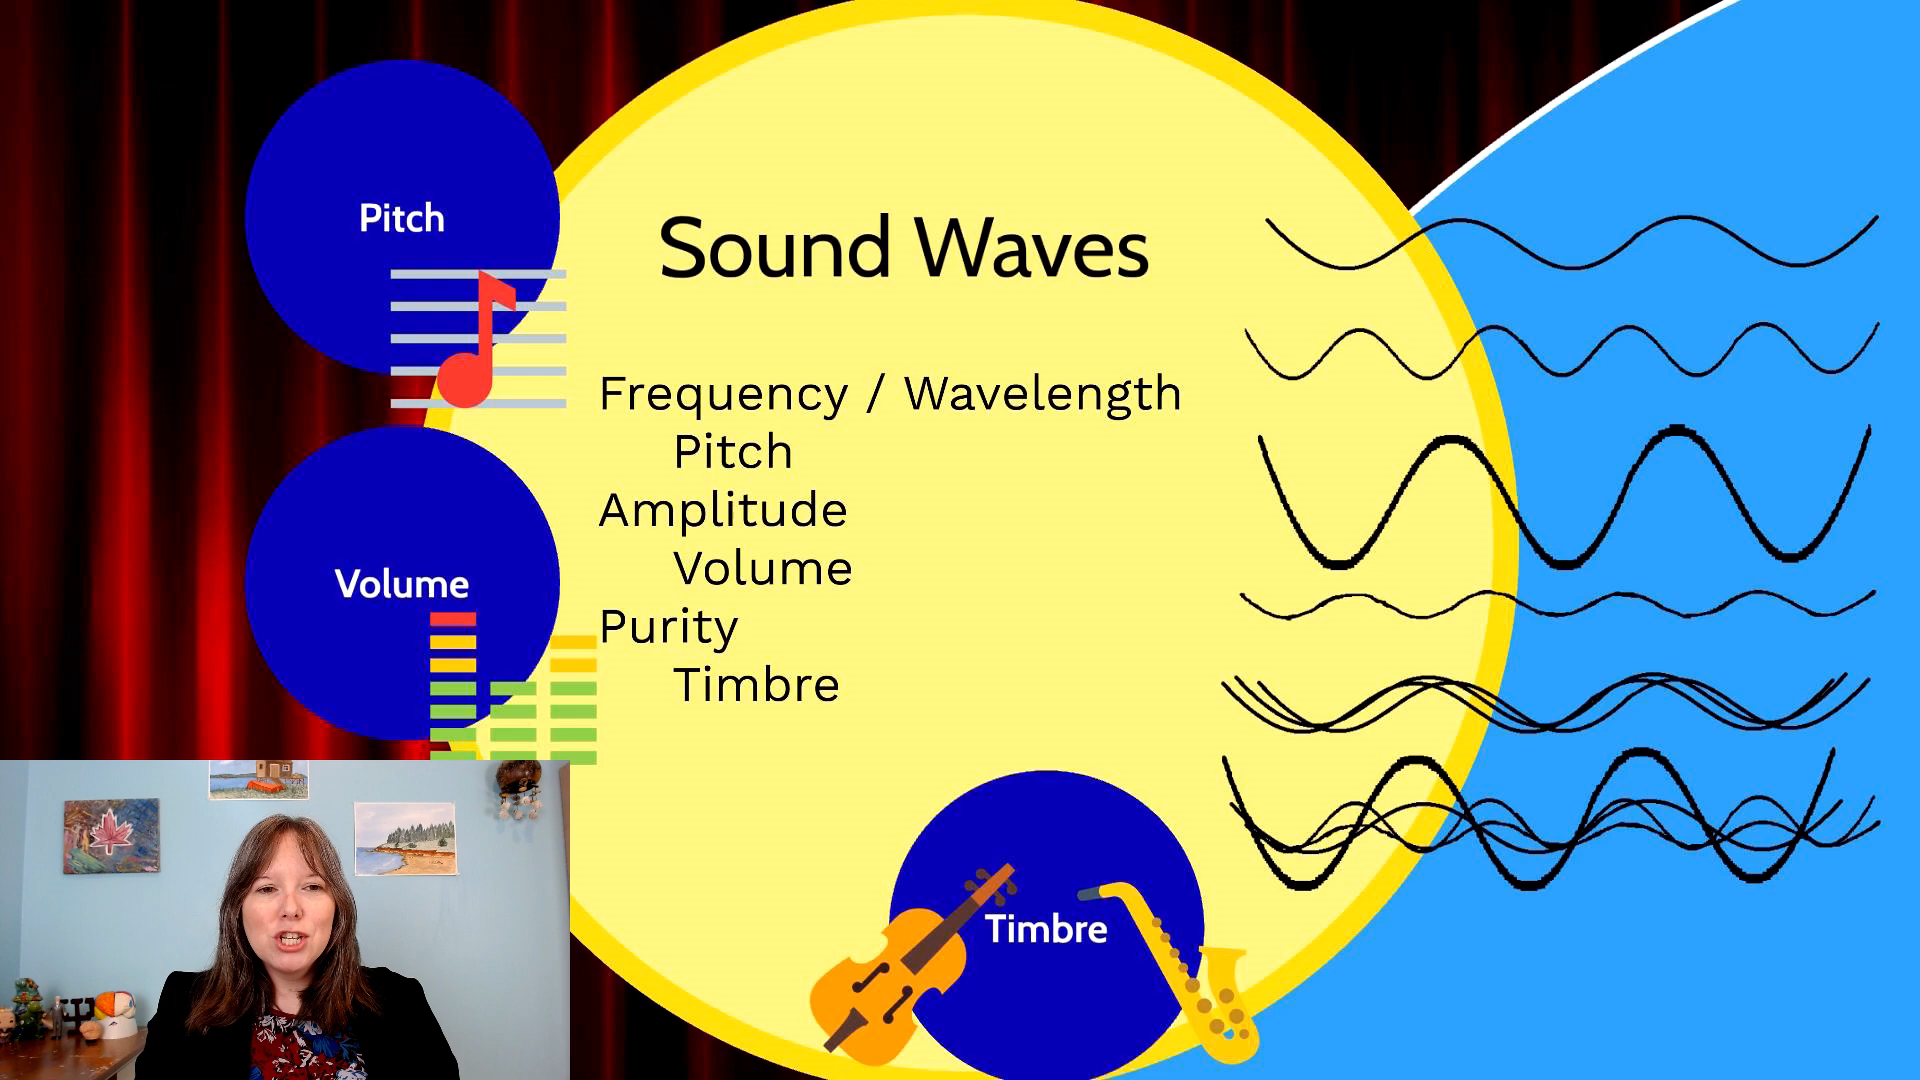 Pitch
Sound Waves
Frequency / Wavelength
Pitch
Amplitude
Volume
Volume
Purity
Timbre
Timbre